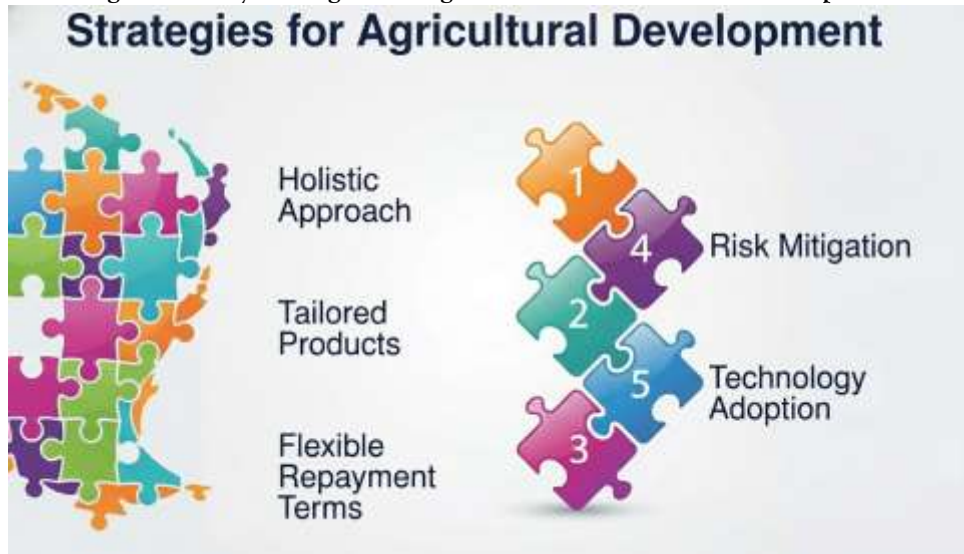 Strategies for Agricultural Development
Holistic
Approach
1
4
Risk Mitigation
Tailored
Products
2
5
Technology
Adoption
Flexible
Repayment
Terms
3